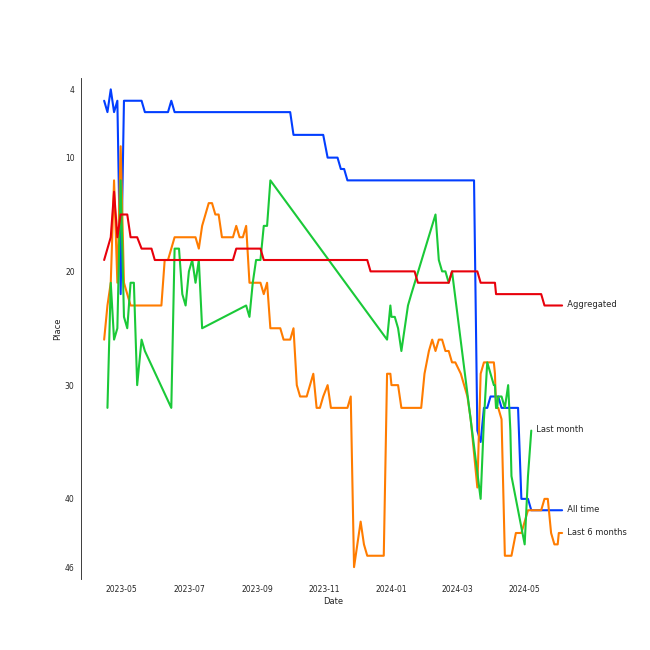 4
10
20
30
40
46
Place
Aggregated
Last month
All time
Last 6 months
2023-05 2023-07 2023-09 2023-11 2024-01 2024-03 2024-05
Date